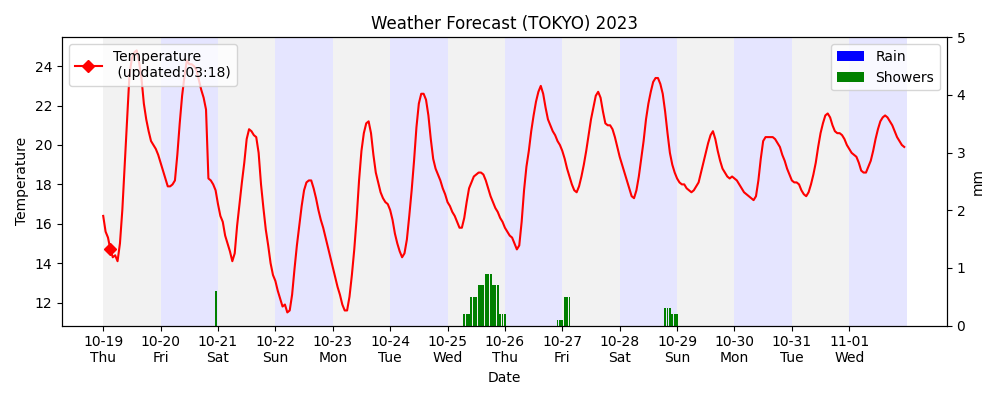 Weather Forecast (TOKYO) 2023
Temperature
(updated:03:18)
Rain
Showers
Temperature
24
22
20
18
16
14
12
5
4
3
2
1
0
mm
10-19 10-20 10-21 10-22 10-23 10-24 10-25 10-26 10-27 10-28 10-29 10-30 10-31 11-01
Thu Fri Sat Sun Mon Tue Wed Thu Fri Sat Sun Mon Tue Wed
Date